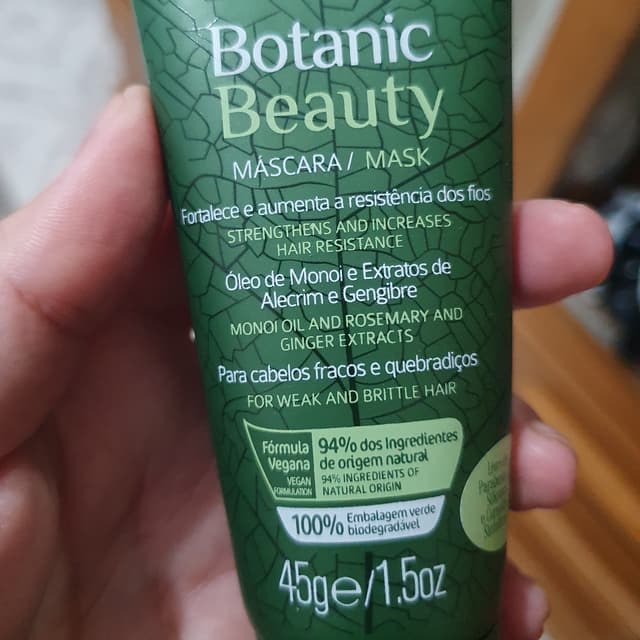 Botanic
Beauty
MÁSCARA / MASK
Fortalece e aumenta a resistência dos fios
STRENGTHENS AND INCREASES
HAIR RESISTANCE
Óleo de Monoi e Extratos de
Alecrim e Gengibre
MONOI OIL AND ROSEMARY AND
GINGER EXTRACTS
Para cabelos fracos e quebradiços
FOR WEAK AND BRITTLE HAIR
Fórmula
Vegana
VEGAN
FORMULATION
94% dos Ingredientes
de origem natural
94% INGREDIENTS OF
NATURAL ORIGIN
100% Embalagem verde
biodegradável
45g e / 1.5oz